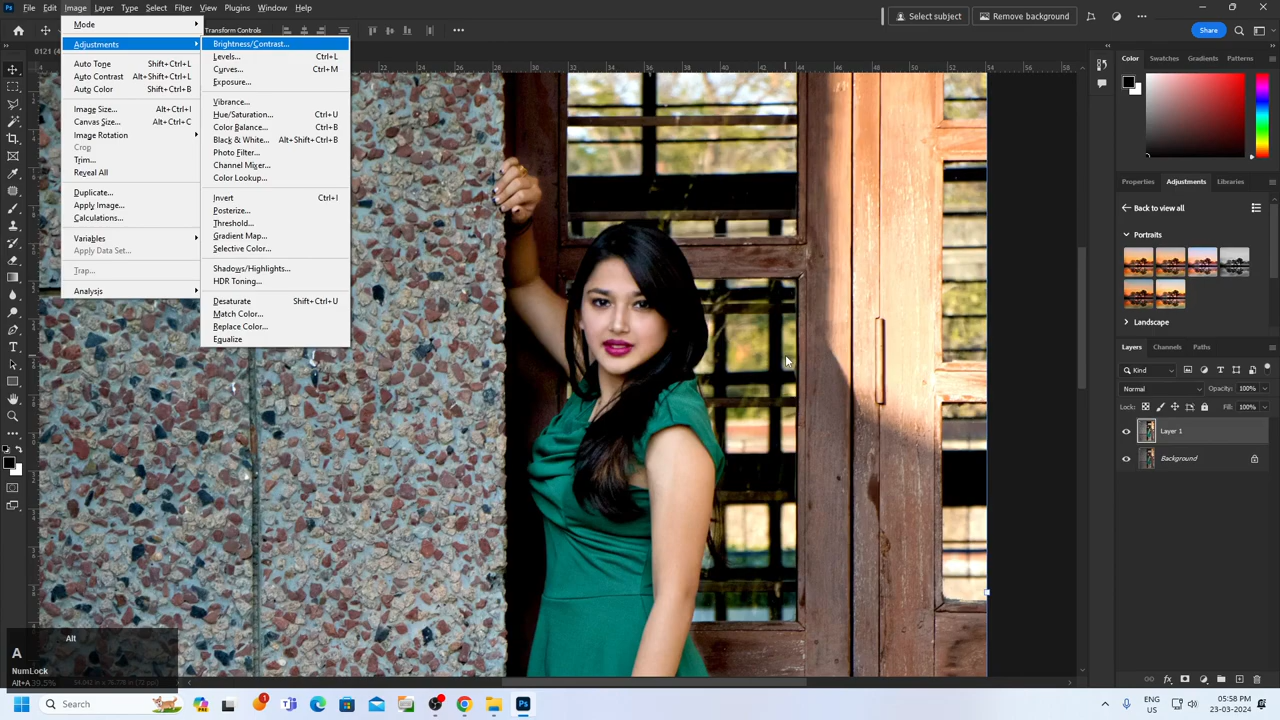 File Edit Image Layer Type Select Filter View Plugins Window Help
Share
Select subject
Remove background
Transform Controls
Mode
Adjustments
Auto Tone Shift+Ctrl+L
Auto Contrast Alt+Shift+Ctrl+L
Auto Color Shift+Ctrl+B
Image Size... Alt+Ctrl+I
Canvas Size... Alt+Ctrl+C
Image Rotation
Crop
Trim...
Reveal All
Duplicate...
Apply Image...
Calculations...
Variables
Apply Data Set...
Trap...
Analysis
Brightness/Contrast...
Levels... Ctrl+L
Curves... Ctrl+M
Exposure...
Vibrance...
Hue/Saturation... Ctrl+U
Color Balance... Ctrl+B
Black & White... Alt+Shift+Ctrl+B
Photo Filter...
Channel Mixer...
Color Lookup...
Invert Ctrl+I
Posterize...
Threshold...
Gradient Map...
Selective Color...
Shadows/Highlights...
HDR Toning...
Desaturate Shift+Ctrl+U
Match Color...
Replace Color...
Equalize
Color Swatches Gradients Patterns
Properties Adjustments Libraries
Back to view all
Portraits
Landscape
Layers Channels Paths
Kind
Normal Opacity: 100%
Lock: Fill: 100%
Layer 1
Background
Alt
A
NumLock
Alt+A
39.5%
Search
ENG
US
05:58 PM
23-03-2024